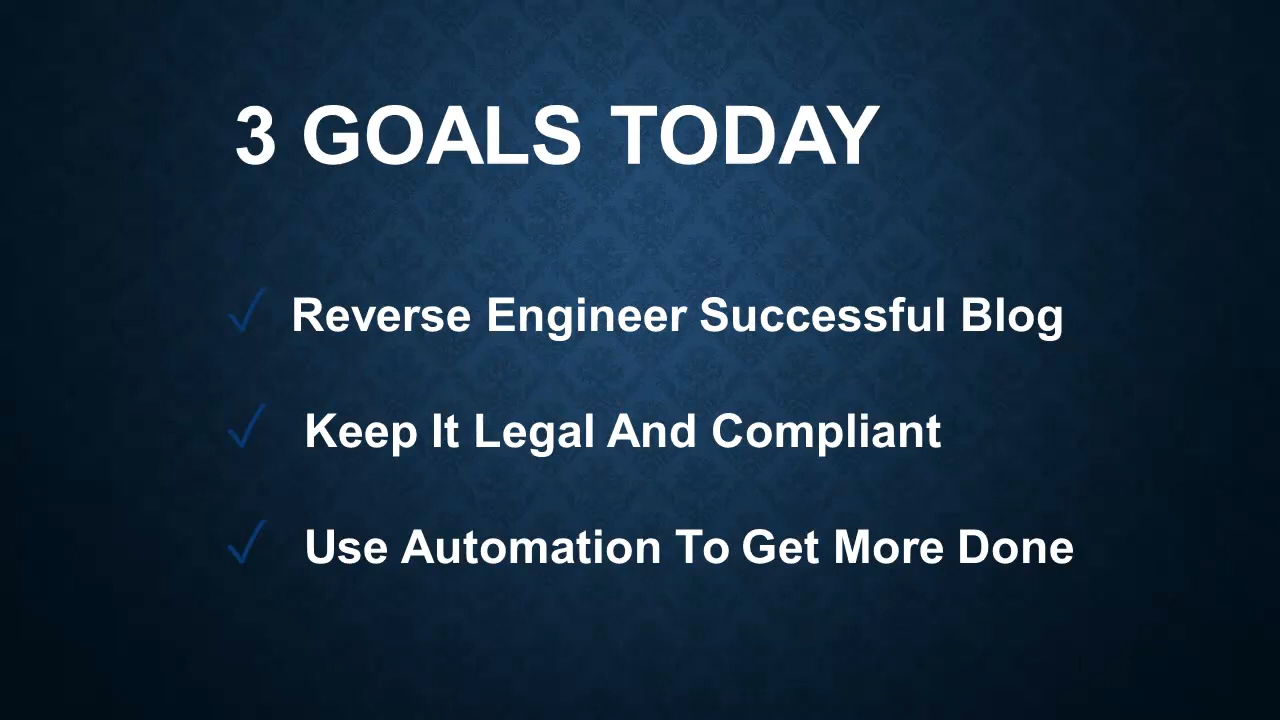 3 GOALS TODAY
✓ Reverse Engineer Successful Blog
✓ Keep It Legal And Compliant
✓ Use Automation To Get More Done